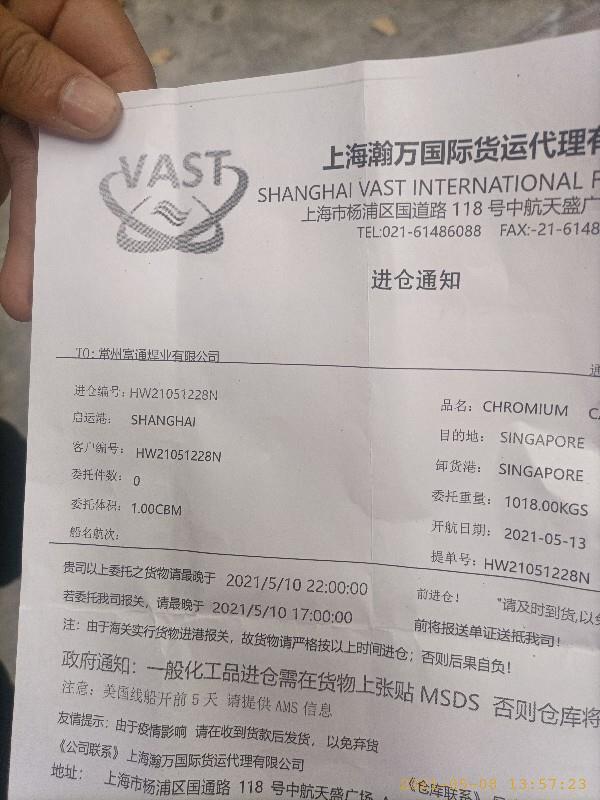 VAST
上海瀚万国际货运代理有
SHANGHAI VAST INTERNATIONAL F
上海市杨浦区国道路 118 号中航天盛广
TEL:021-61486088 FAX:-21-6148
进仓通知
TO: 常州富通焊业有限公司
通
进仓编号: HW21051228N
品名: CHROMIUM
启运港: SHANGHAI
目的地: SINGAPORE
客户编号: HW21051228N
卸货港: SINGAPORE
委托件数: 0
委托重量: 1018.00KGS
委托体积: 1.00CBM
开航日期: 2021-05-13
船名航次:
提单号: HW21051228N
贵司以上委托之货物请最晚于 2021/5/10 22:00:00 前进仓! "请及时到货,以免
若委托我司报关, 请最晚于 2021/5/10 17:00:00 前将报送单证送抵我司!
注: 由于海关实行货物进港报关, 故货物请严格按以上时间进仓; 否则后果自负!
政府通知: 一般化工品进仓需在货物上张贴 MSDS 否则仓库将
注意: 美国线船开前 5 天 请提供 AMS 信息
友情提示: 由于疫情影响 请在收到货款后发货, 以免弃货
《公司联系》上海瀚万国际货运代理有限公司
《仓库联系》
地址: 上海市杨浦区国通路 118 号中航天盛广场
2021-05-08 13:57:23